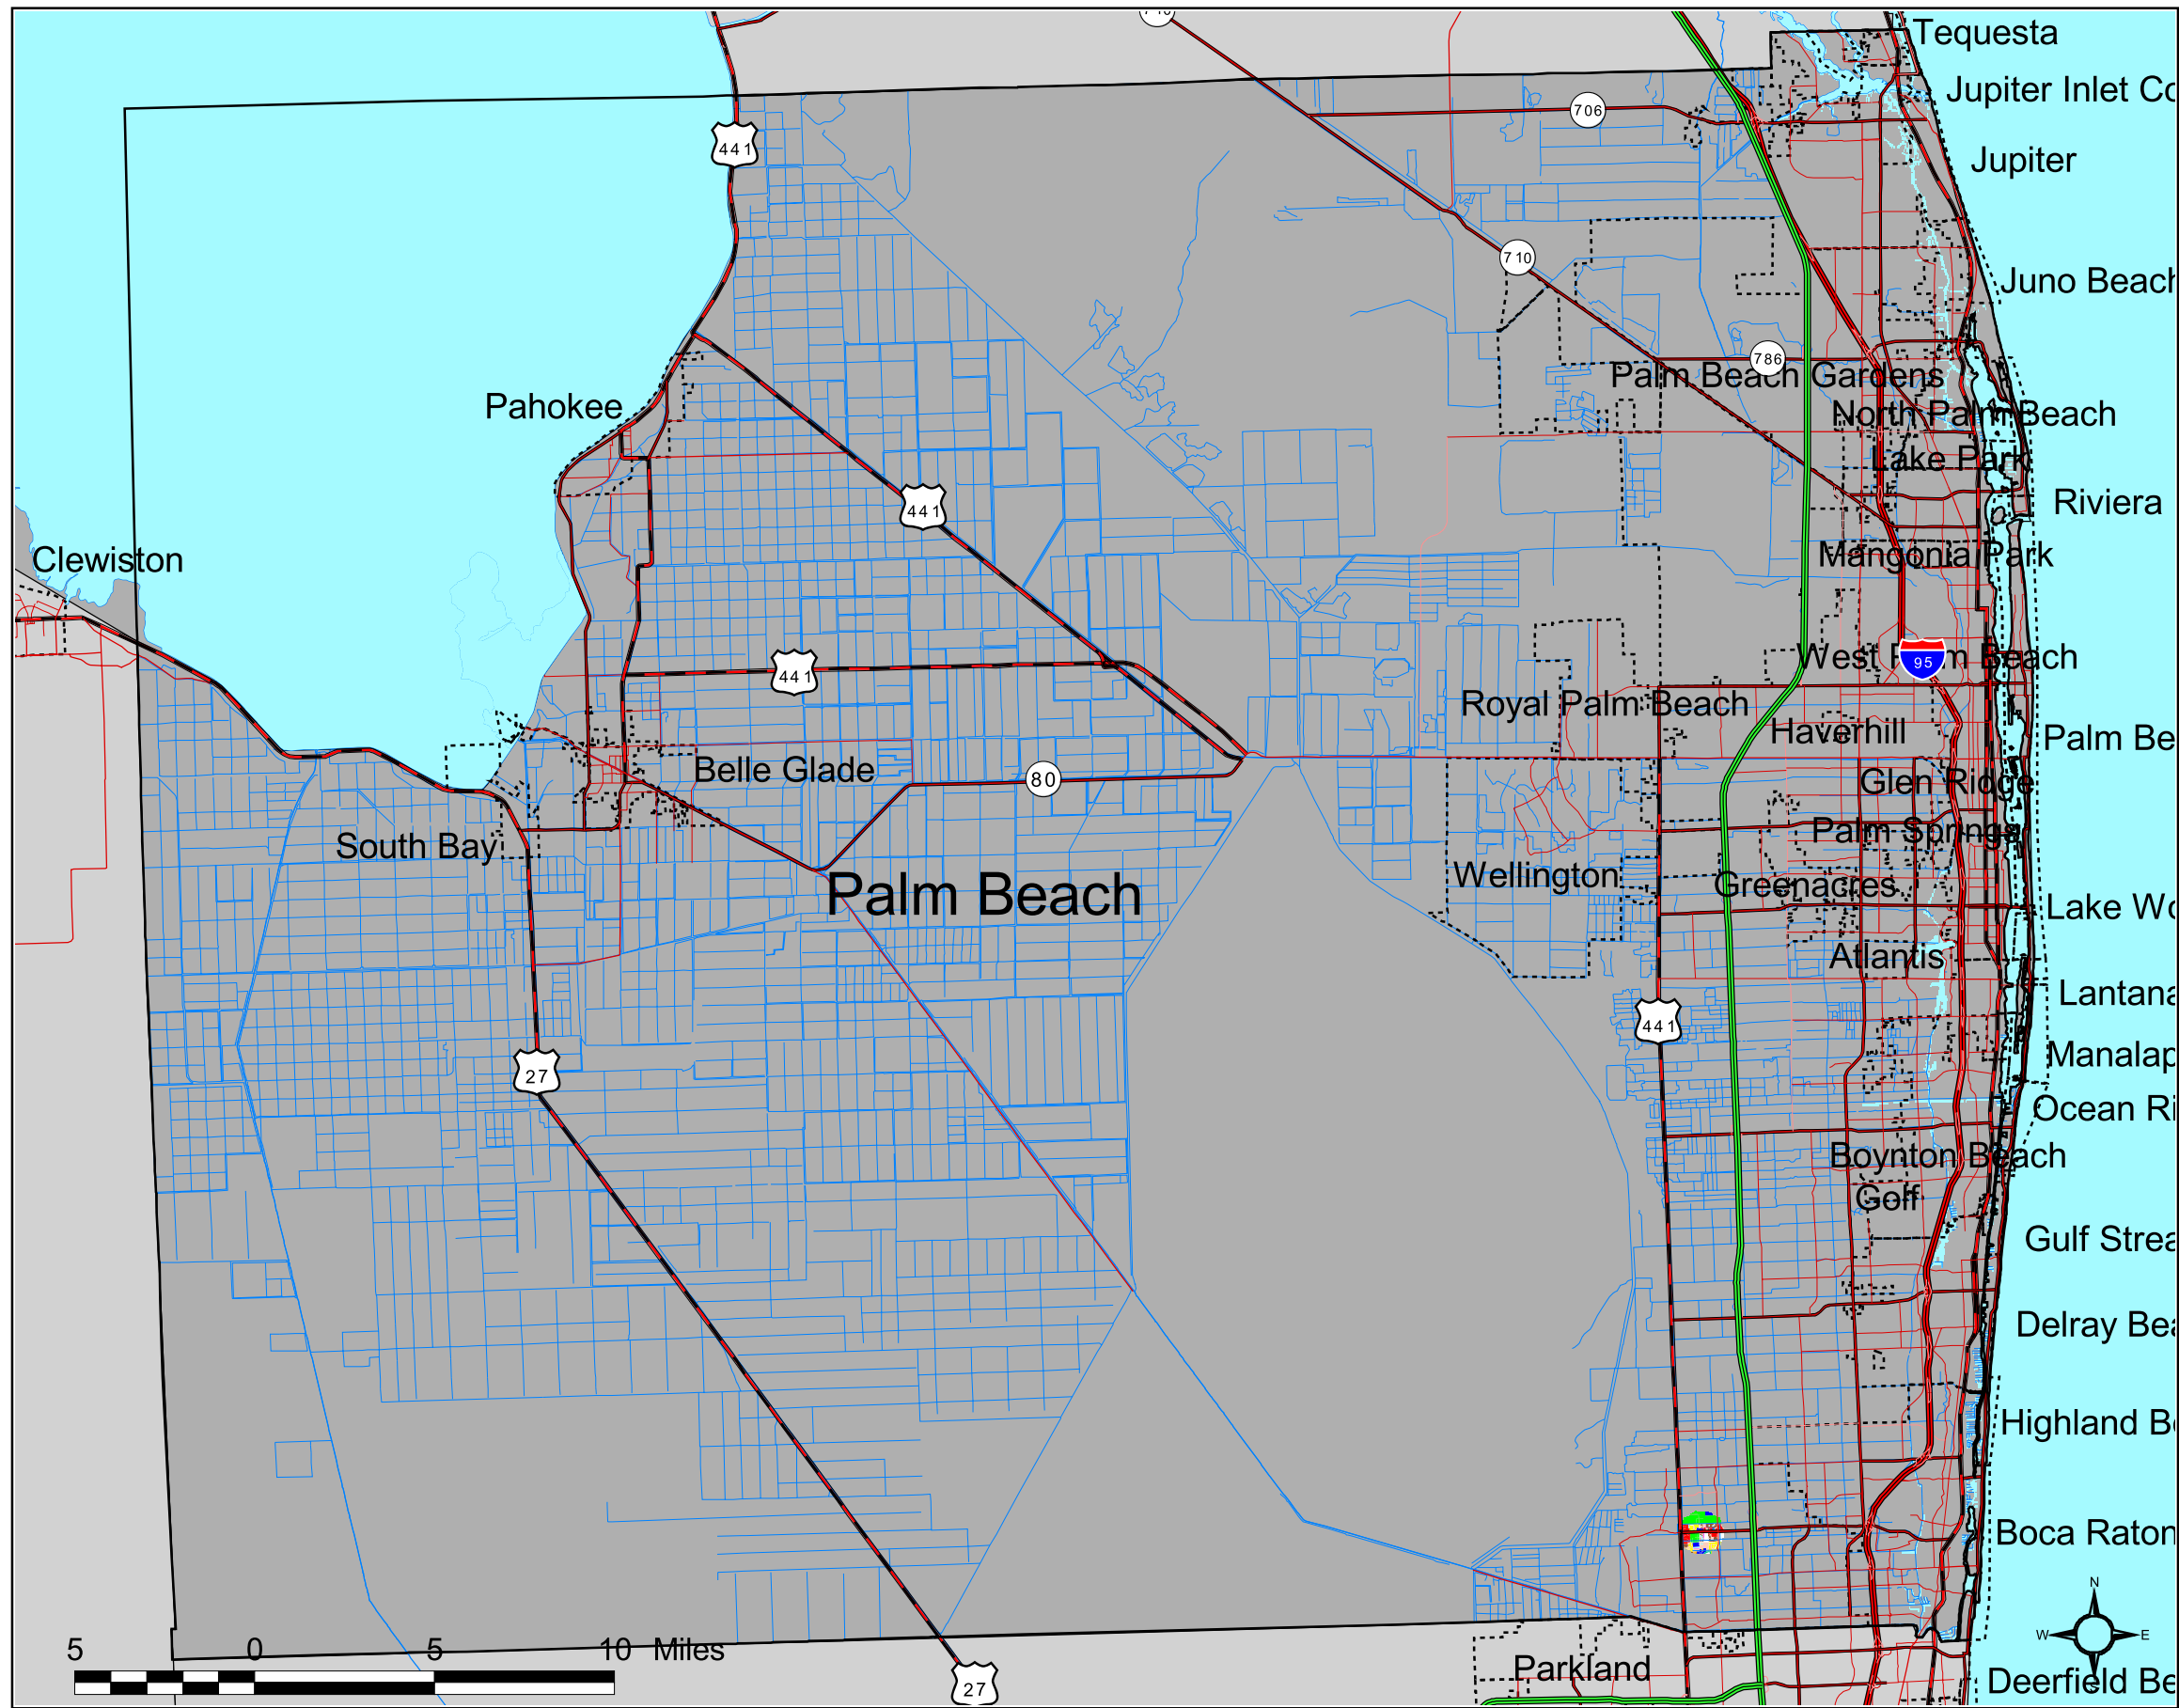 Tequesta
Jupiter Inlet Co
706
441
Jupiter
710
Juno Beach
786
Palm Beach Gardens
Pahokee
North Palm Beach
Lake Park
Riviera
441
Clewiston
Mangonia Park
441
West Palm Beach
95
Royal Palm Beach
Haverhill
Palm Be
Belle Glade
80
Glen Ridge
South Bay
Palm Springs
Wellington
Greenacres
Palm Beach
Lake Wo
Atlantis
Lantana
441
Manalap
27
Ocean Ri
Boynton Beach
Golf
Gulf Strea
Delray Bea
Highland Be
Boca Raton
N
W E
S
5 0 5 10 Miles
Parkland
Deerfield Be
27